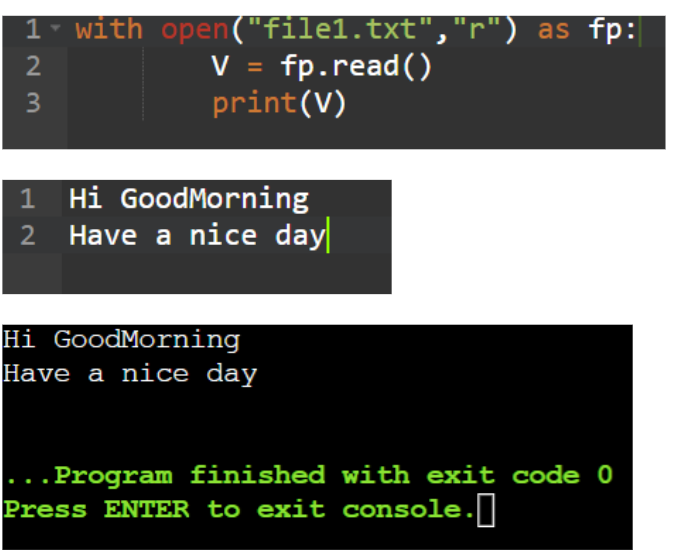 1 with open("file1.txt","r") as fp:
2 V = fp.read()
3 print(V)
1 Hi GoodMorning
2 Have a nice day
Hi GoodMorning
Have a nice day
...Program finished with exit code 0
Press ENTER to exit console.